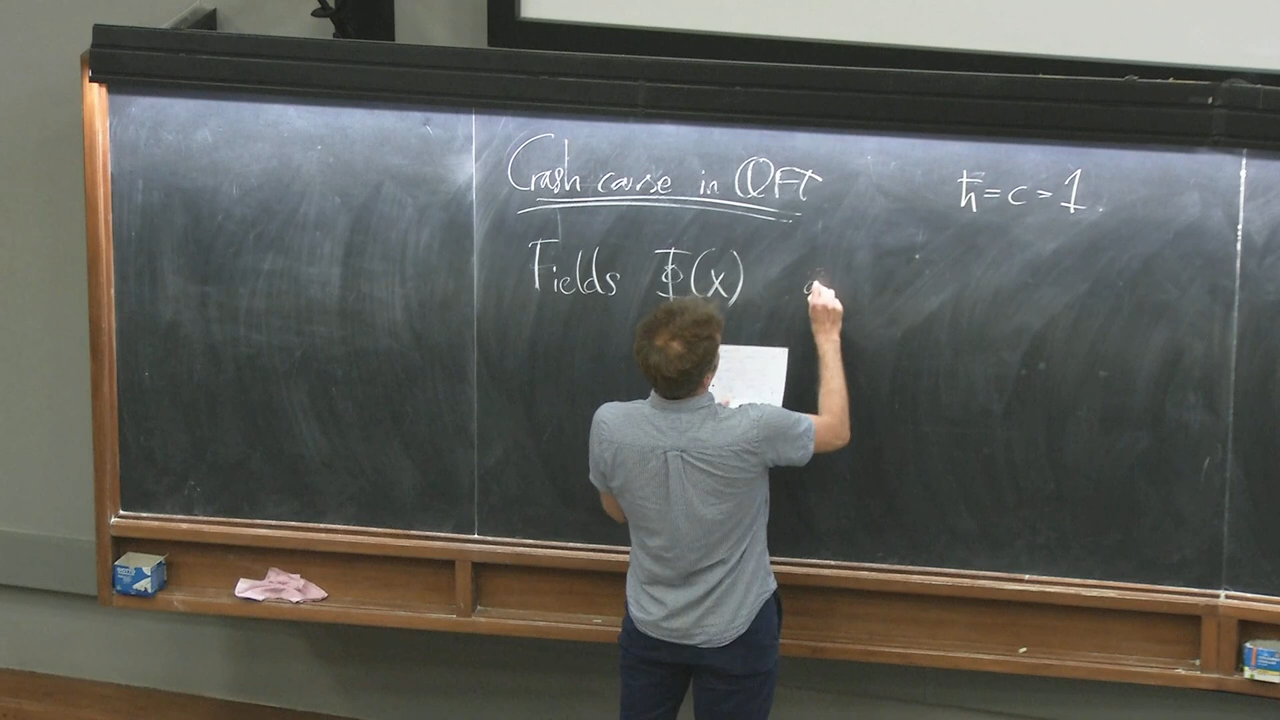 Crash course in QFT
ħ = c = 1.
Fields Φ(x)